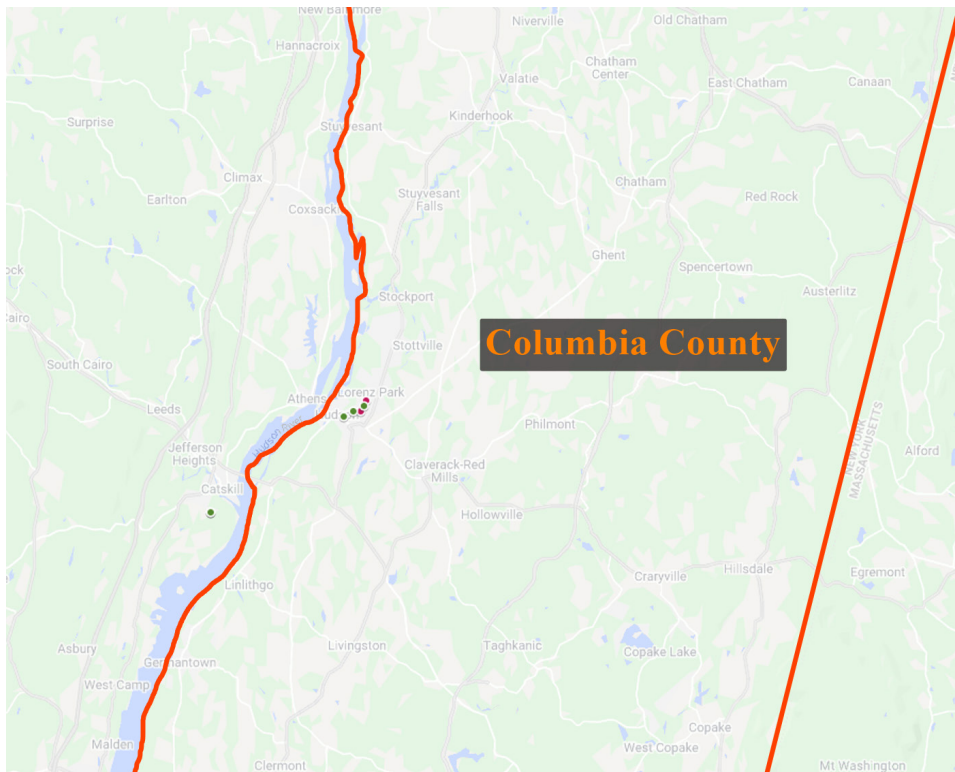 New Baltimore
Niverville
Old Chatham
Hannacroix
Chatham
Center
Valatie
East Chatham
Canaan
Surprise
Stuyvesant
Kinderhook
Climax
Chatham
Earlton
Stuyvesant
Falls
Red Rock
Coxsack
Ghent
Spencertown
Austerlitz
Stockport
Cairo
Stottville
Columbia County
South Cairo
Athens
Lorenz Park
Leeds
Philmont
NEW YORK
MASSACHUSETTS
Jefferson
Heights
Hudson River
Alford
Claverack-Red
Mills
Catskill
Hollowville
Linlithgo
Craryville
Hillsdale
Egremont
Asbury
Livingston
Taghkanic
Copake Lake
Germantown
West Camp
Copake
Malden
West Copake
Clermont
Mt Washington